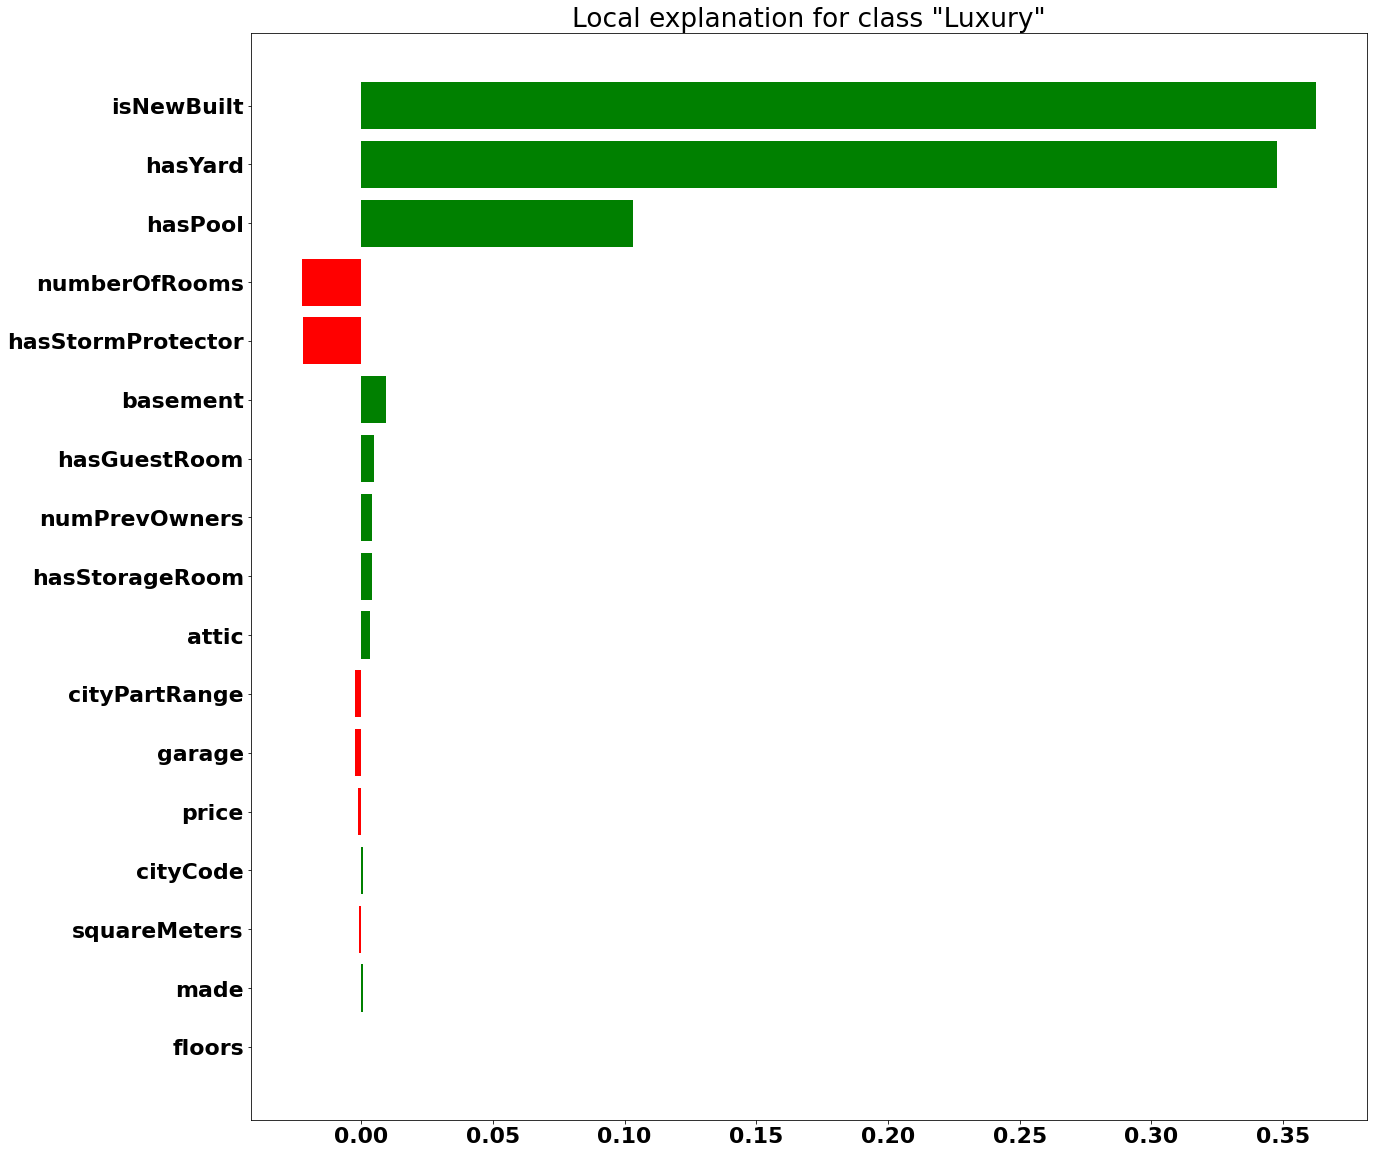 Local explanation for class "Luxury"
isNewBuilt
hasYard
hasPool
numberOfRooms
hasStormProtector
basement
hasGuestRoom
numPrevOwners
hasStorageRoom
attic
cityPartRange
garage
price
cityCode
squareMeters
made
floors
0.00 0.05 0.10 0.15 0.20 0.25 0.30 0.35